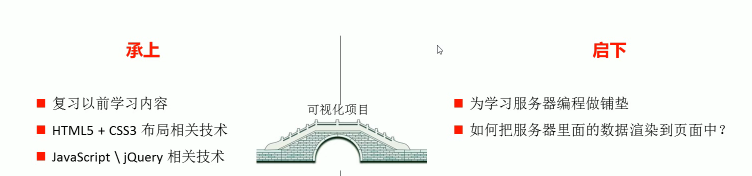 承上
复习以前学习内容
HTML5 + CSS3 布局相关技术
JavaScript \ jQuery 相关技术
可视化项目
启下
为学习服务器编程做铺垫
如何把服务器里面的数据渲染到页面中？